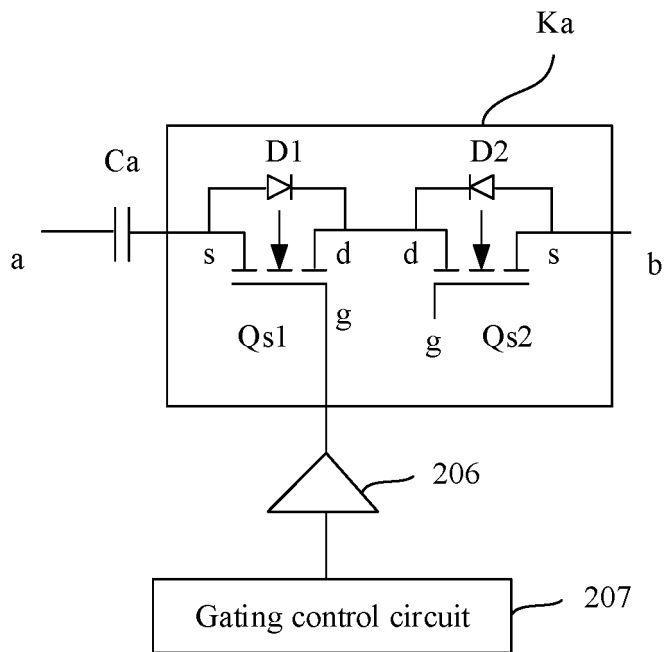 Ka
Ca
D1
D2
a
s
d
d
s
b
Qs1
g
g
Qs2
206
Gating control circuit
207